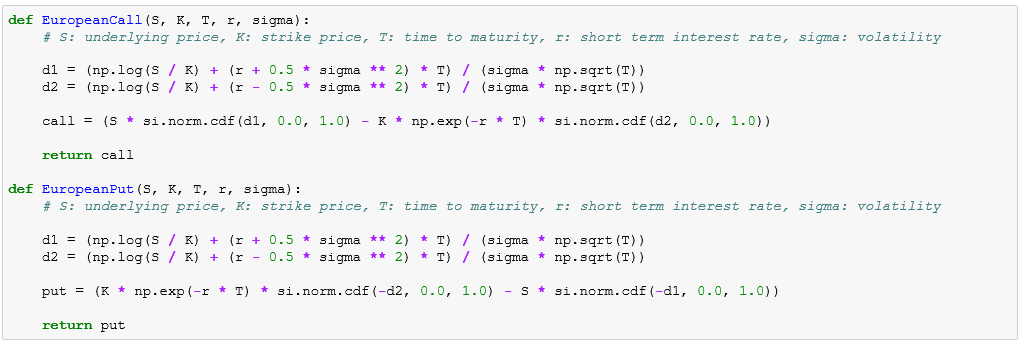 def EuropeanCall(S, K, T, r, sigma):
    # S: underlying price, K: strike price, T: time to maturity, r: short term interest rate, sigma: volatility
    d1 = (np.log(S / K) + (r + 0.5 * sigma ** 2) * T) / (sigma * np.sqrt(T))
    d2 = (np.log(S / K) + (r - 0.5 * sigma ** 2) * T) / (sigma * np.sqrt(T))
    call = (S * si.norm.cdf(d1, 0.0, 1.0) - K * np.exp(-r * T) * si.norm.cdf(d2, 0.0, 1.0))
    return call
def EuropeanPut(S, K, T, r, sigma):
    # S: underlying price, K: strike price, T: time to maturity, r: short term interest rate, sigma: volatility
    d1 = (np.log(S / K) + (r + 0.5 * sigma ** 2) * T) / (sigma * np.sqrt(T))
    d2 = (np.log(S / K) + (r - 0.5 * sigma ** 2) * T) / (sigma * np.sqrt(T))
    put = (K * np.exp(-r * T) * si.norm.cdf(-d2, 0.0, 1.0) - S * si.norm.cdf(-d1, 0.0, 1.0))
    return put